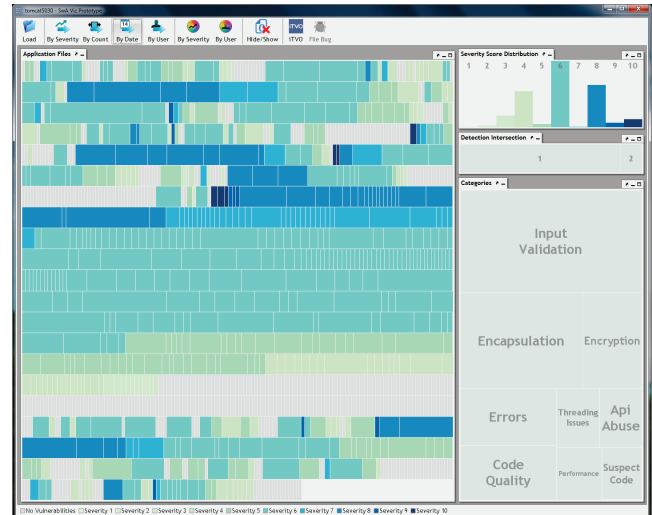 tomcat5030 - SwA Viz Prototype
Load By Severity By Count By Date By User By Severity By User Hide/Show ITVO File Bug
Application Files
Severity Score Distribution
1 2 3 4 5 6 7 8 9 10
Detection Intersection
1 2
Categories
Input
Validation
Encapsulation
Encryption
Errors
Threading
Issues
Api
Abuse
Code
Quality
Performance
Suspect
Code
No Vulnerabilities Severity 1 Severity 2 Severity 3 Severity 4 Severity 5 Severity 6 Severity 7 Severity 8 Severity 9 Severity 10